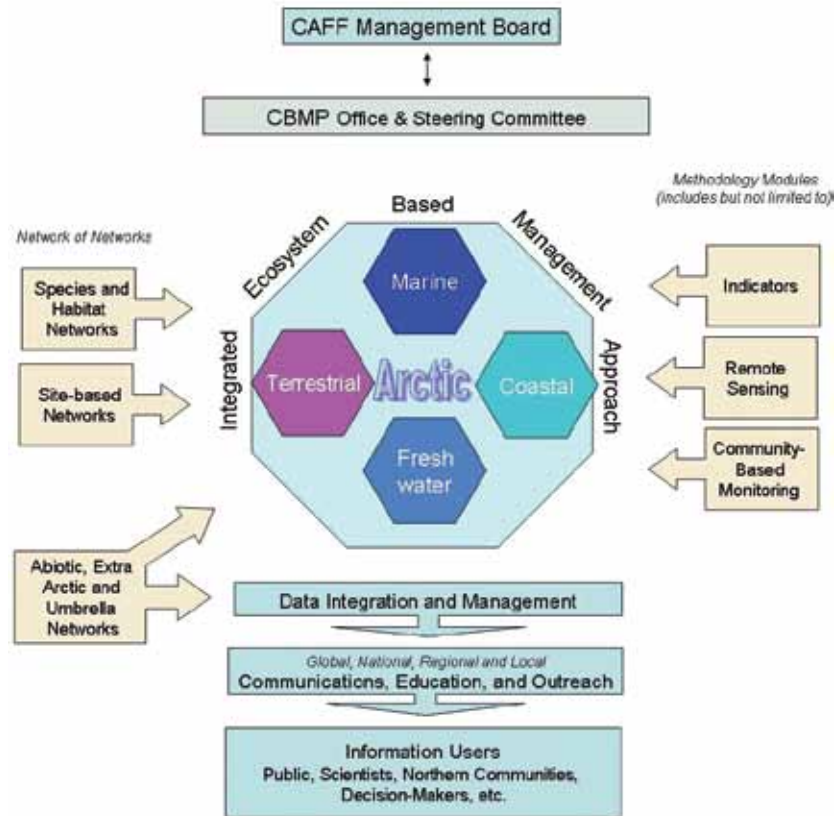 CAFF Management Board
CBMP Office & Steering Committee
Network of Networks
Species and
Habitat
Networks
Site-based
Networks
Abiotic, Extra
Arctic and
Umbrella
Networks
Integrated
Ecosystem
Based
Management
Approach
Marine
Terrestrial
Arctic
Coastal
Fresh
water
Methodology Modules
(includes but not limited to)
Indicators
Remote
Sensing
Community-
Based
Monitoring
Data Integration and Management
Global, National, Regional and Local
Communications, Education, and Outreach
Information Users
Public, Scientists, Northern Communities,
Decision-Makers, etc.